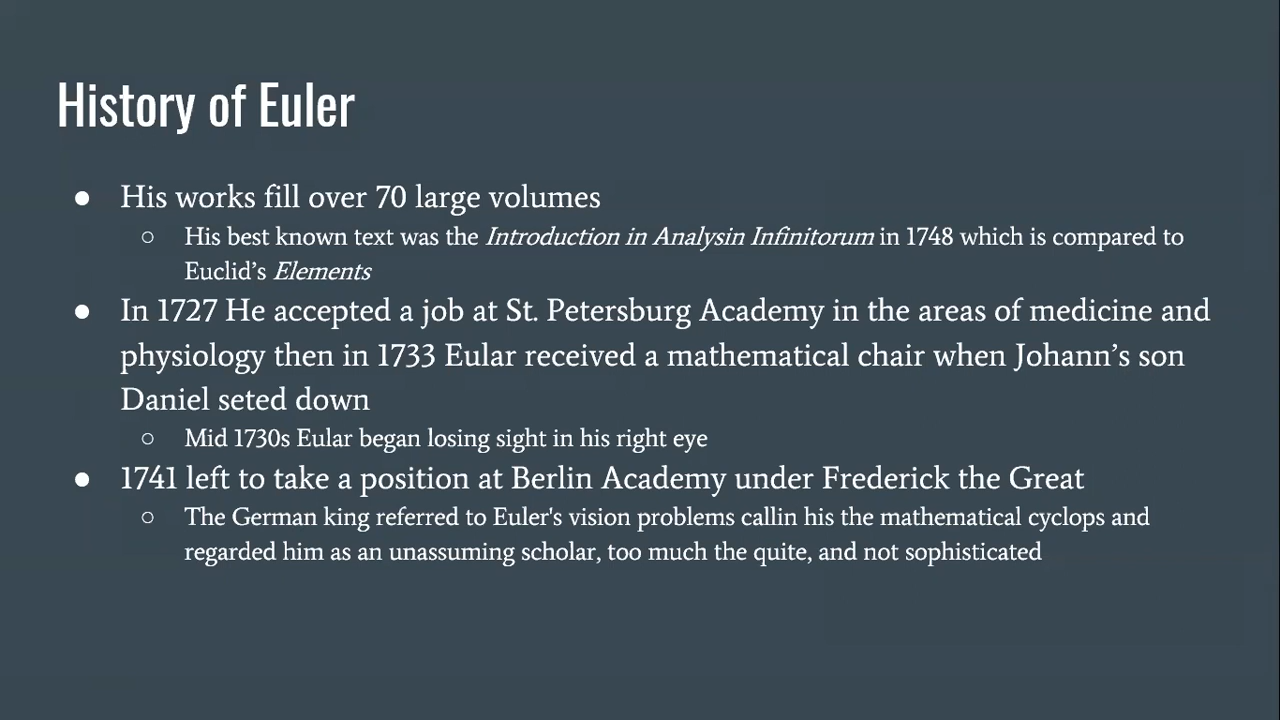 History of Euler
● His works fill over 70 large volumes
○ His best known text was the Introduction in Analysin Infinitorum in 1748 which is compared to
Euclid’s Elements
● In 1727 He accepted a job at St. Petersburg Academy in the areas of medicine and
physiology then in 1733 Eular received a mathematical chair when Johann’s son
Daniel seted down
○ Mid 1730s Eular began losing sight in his right eye
● 1741 left to take a position at Berlin Academy under Frederick the Great
○ The German king referred to Euler's vision problems callin his the mathematical cyclops and
regarded him as an unassuming scholar, too much the quite, and not sophisticated